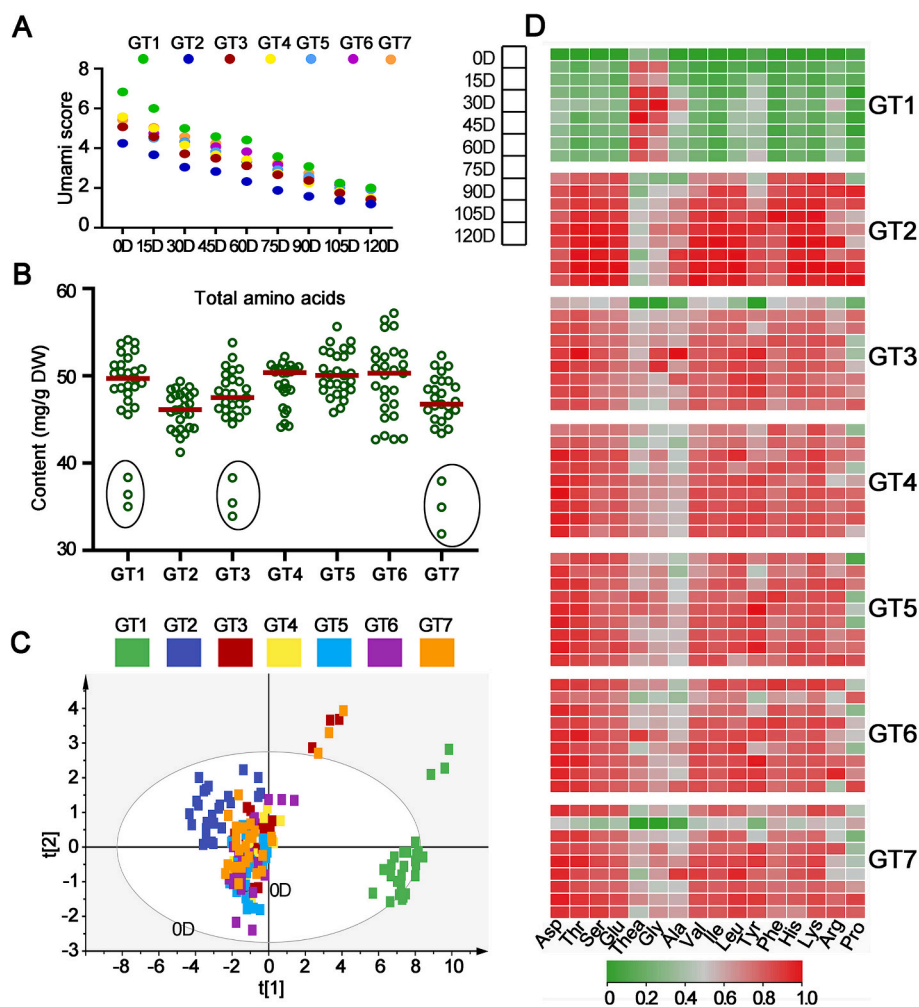 A
GT1 GT2 GT3 GT4 GT5 GT6 GT7
8
6
4
2
0
Umami score
0D 15D 30D 45D 60D 75D 90D 105D 120D
B
Total amino acids
60
50
40
30
Content (mg/g DW)
GT1 GT2 GT3 GT4 GT5 GT6 GT7
C
GT1 GT2 GT3 GT4 GT5 GT6 GT7
4
3
2
1
0
-1
-2
-3
t[2]
0D
0D
-8 -6 -4 -2 0 2 4 6 8 10
t[1]
D
0D
15D
30D
45D
60D
75D
90D
105D
120D
GT1
GT2
GT3
GT4
GT5
GT6
GT7
Asp Thr Ser Glu Thea Gly Ala Val Ile Leu Tyr Phe His Lys Arg Pro
0 0.2 0.4 0.6 0.8 1.0